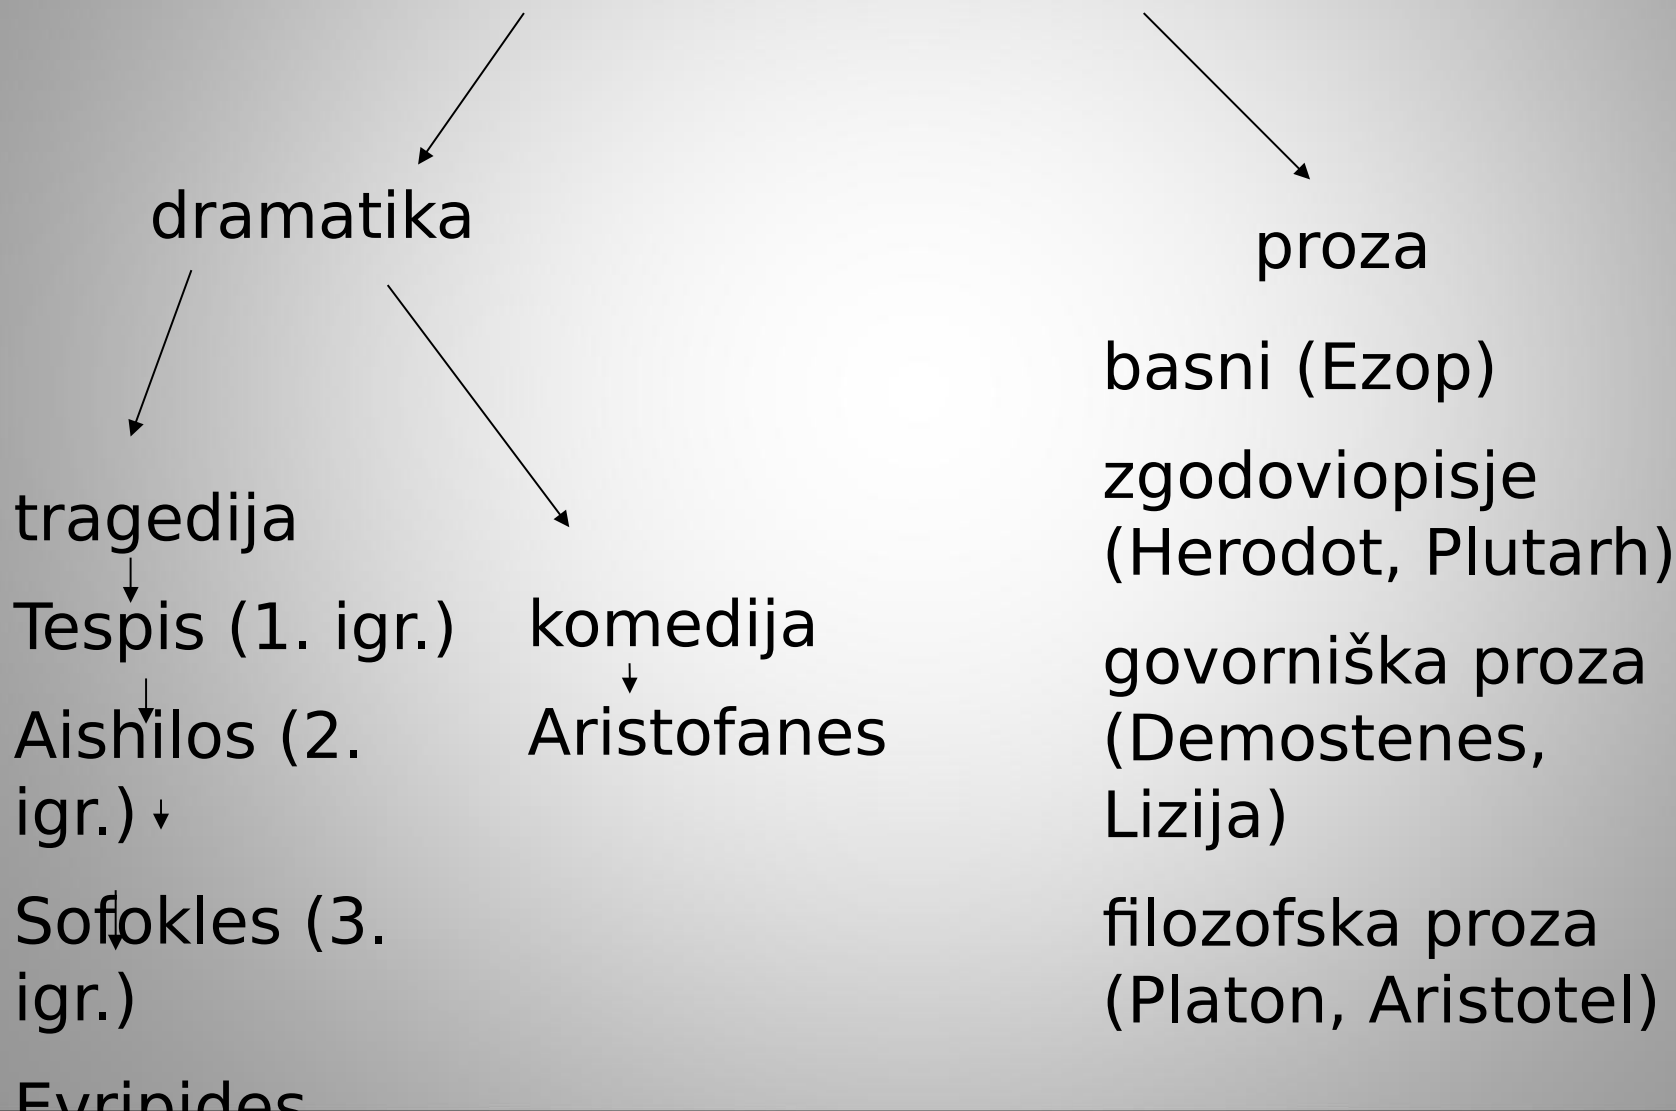 dramatika
tragedija
Tespis (1. igr.)
Aishilos (2.
igr.)
Sofokles (3.
igr.)
Evripides
komedija
Aristofanes
proza
basni (Ezop)
zgodoviopisje
(Herodot, Plutarh)
govorniška proza
(Demostenes,
Lizija)
filozofska proza
(Platon, Aristotel)